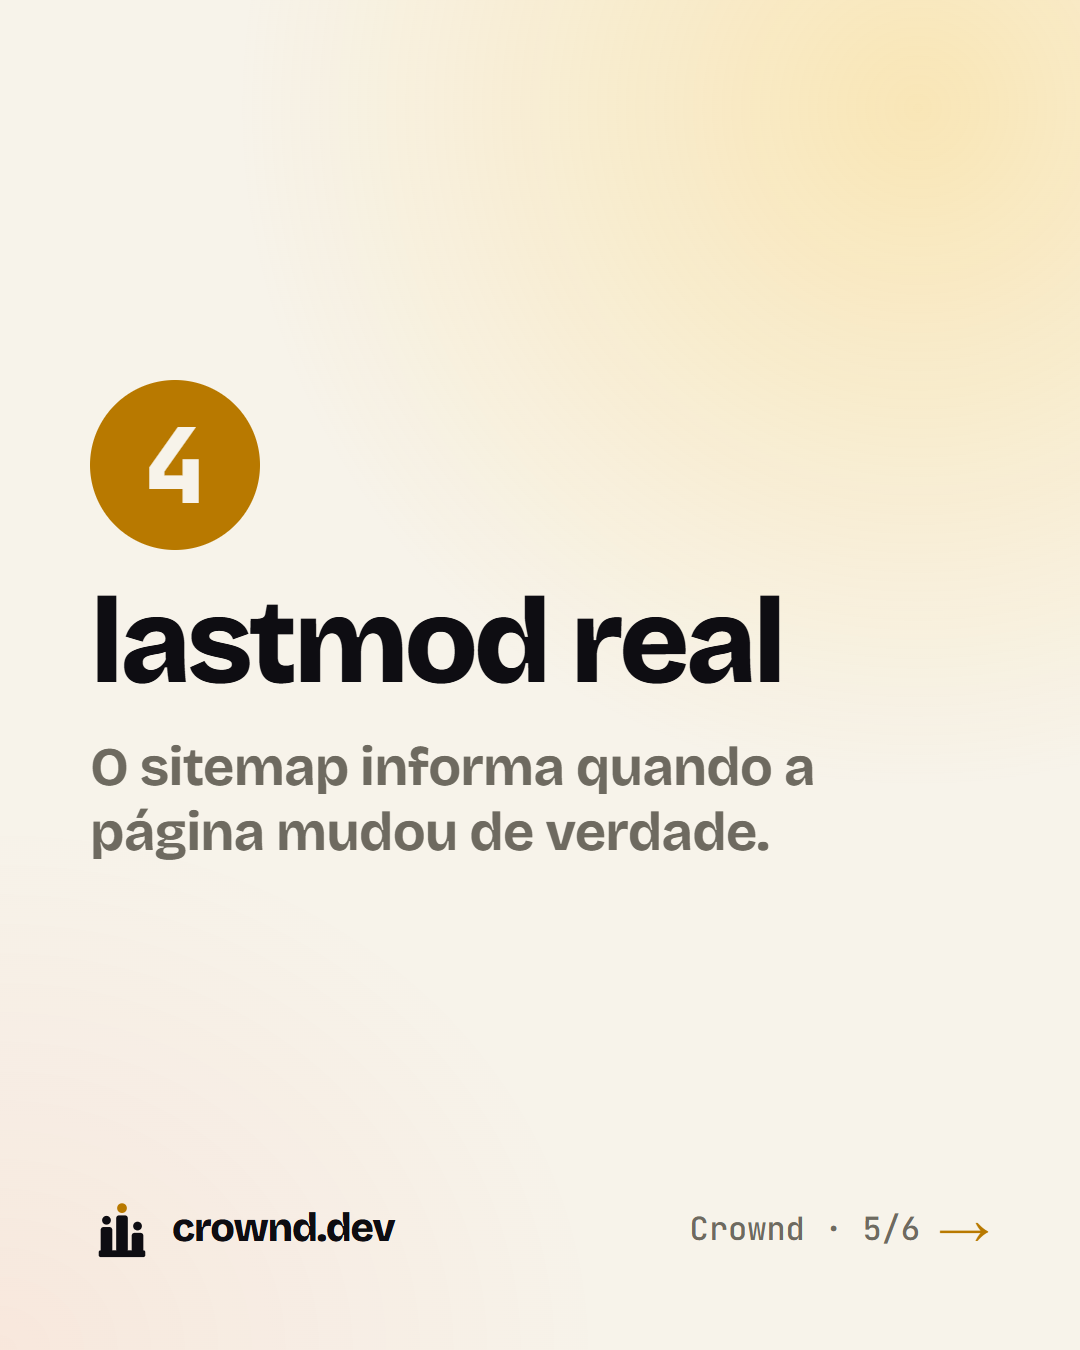 4
lastmod real
O sitemap informa quando a
página mudou de verdade.
crownd.dev
Crownd · 5/6 →